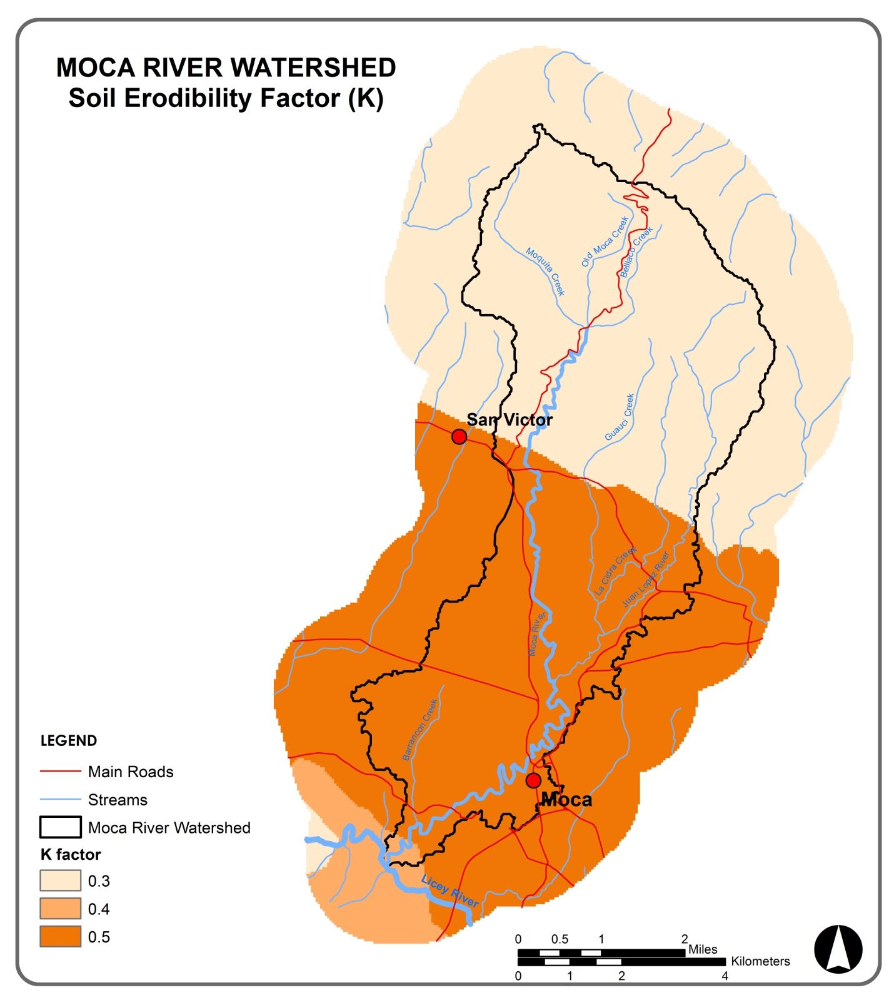 MOCA RIVER WATERSHED
Soil Erodibility Factor (K)
Old Moca Creek
Belllaco Creek
Moquita Creek
Guauci Creek
San Victor
La Cidra Creek
Juan Lopez River
Moca River
Barrancon Creek
Moca
Licey River
LEGEND
Main Roads
Streams
Moca River Watershed
K factor
0.3
0.4
0.5
0 0.5 1 2
Miles
Kilometers
0 1 2 4